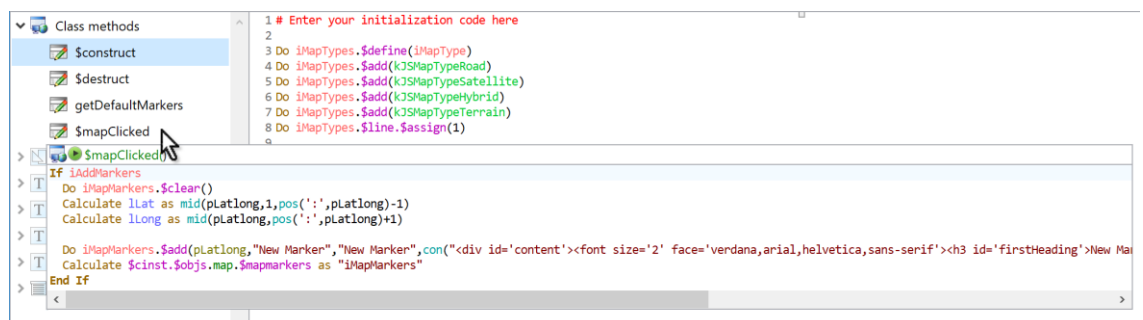 Class methods
$construct
$destruct
getDefaultMarkers
$mapClicked
1 # Enter your initialization code here
2
3 Do iMapTypes.$define(iMapType)
4 Do iMapTypes.$add(kJSMapTypeRoad)
5 Do iMapTypes.$add(kJSMapTypeSatellite)
6 Do iMapTypes.$add(kJSMapTypeHybrid)
7 Do iMapTypes.$add(kJSMapTypeTerrain)
8 Do iMapTypes.$line.$assign(1)
9
T
T
T
T
$mapClicked()
If iAddMarkers
Do iMapMarkers.$clear()
Calculate lLat as mid(pLatlong,1,pos(':',pLatlong)-1)
Calculate lLong as mid(pLatlong,pos(':',pLatlong)+1)
Do iMapMarkers.$add(pLatlong,"New Marker","New Marker",con("<div id='content'><font size='2' face='verdana,arial,helvetica,sans-serif'><h3 id='firstHeading'>New Mar
Calculate $cinst.$objs.map.$mapmarkers as "iMapMarkers"
End If